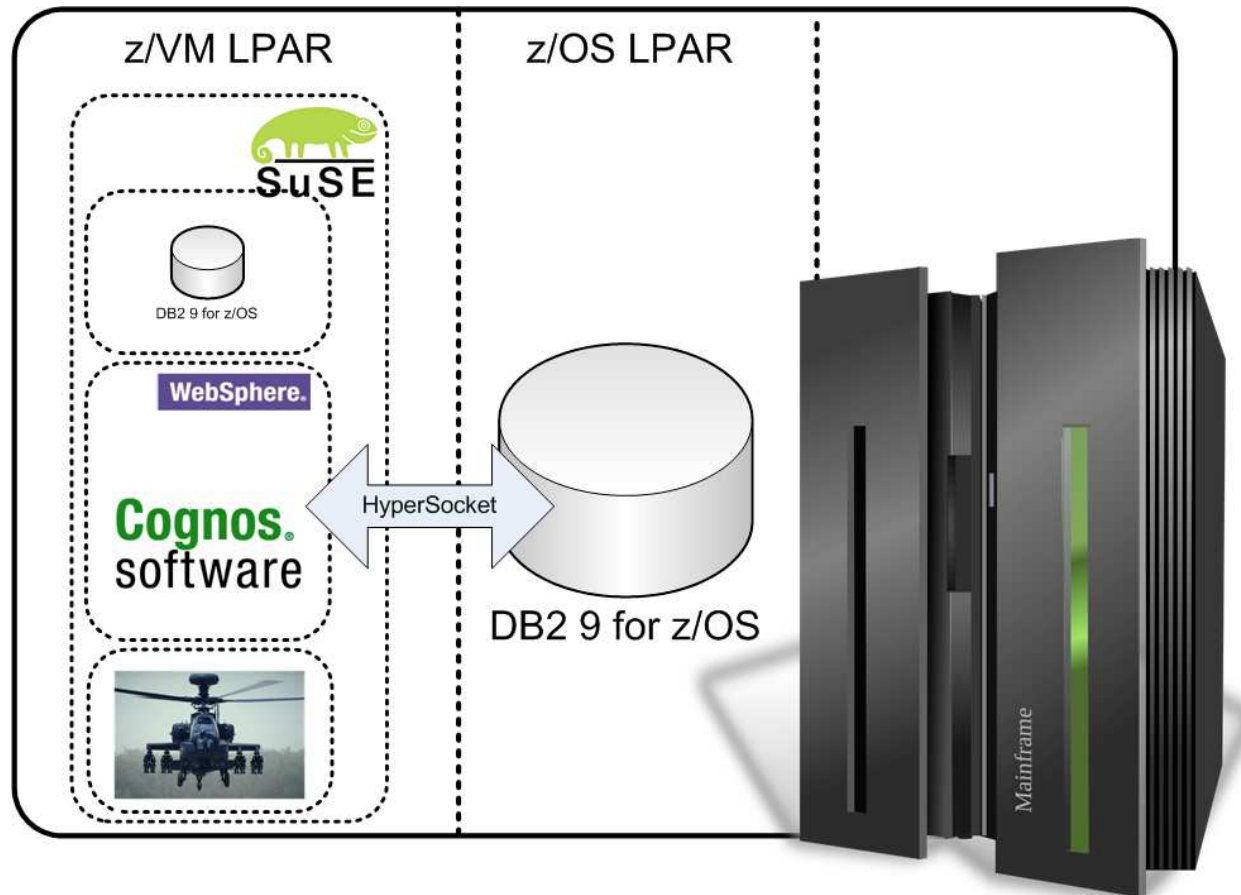 z/VM LPAR
z/OS LPAR
SuSE
DB2 9 for z/OS
WebSphere.
HyperSocket
Cognos.
software
DB2 9 for z/OS
Mainframe